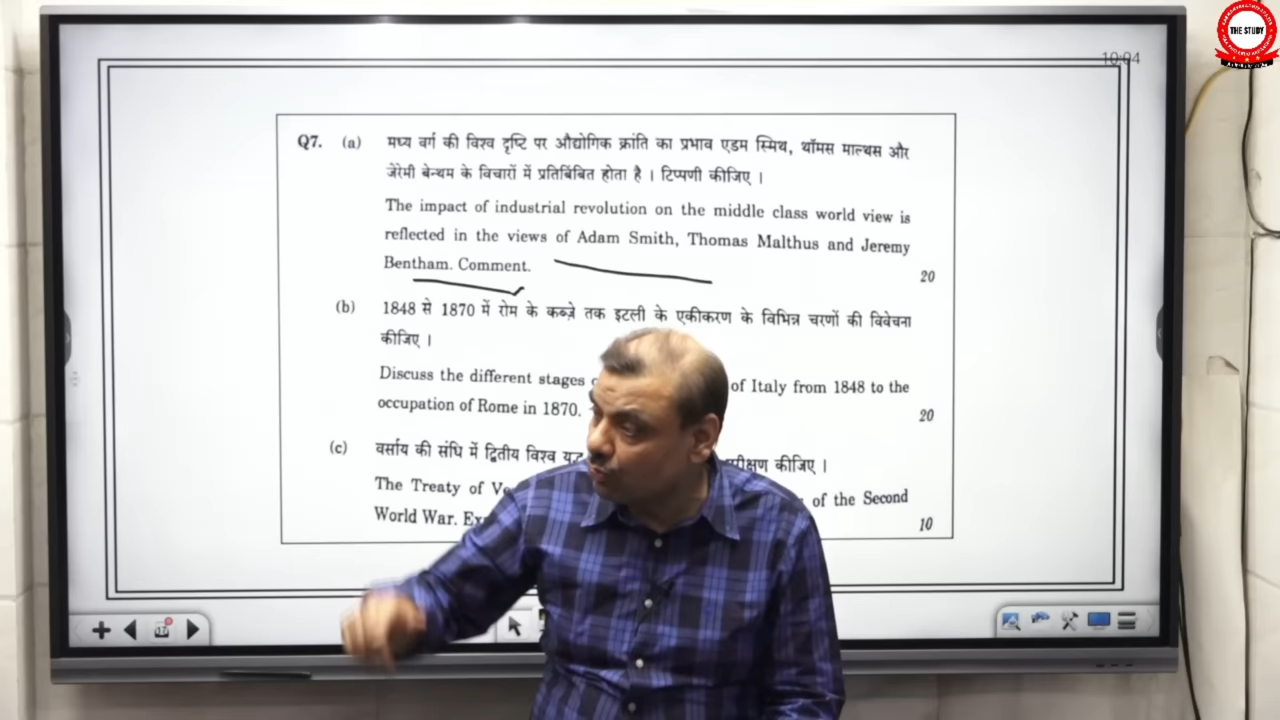 THE STUDY
10:04
Q7. (a) मध्य वर्ग की विश्व दृष्टि पर औद्योगिक क्रांति का प्रभाव एडम स्मिथ, थॉमस माल्थस और
जेरेमी बेन्थम के विचारों में प्रतिबिंबित होता है । टिप्पणी कीजिए ।
The impact of industrial revolution on the middle class world view is
reflected in the views of Adam Smith, Thomas Malthus and Jeremy
Bentham. Comment. 20
(b) 1848 से 1870 में रोम के कब्ज़े तक इटली के एकीकरण के विभिन्न चरणों की विवेचना
कीजिए ।
Discuss the different stages of Italy from 1848 to the
occupation of Rome in 1870. 20
(c) वर्साय की संधि में द्वितीय विश्व कीजिए ।
The Treaty of of the Second
World War. 10